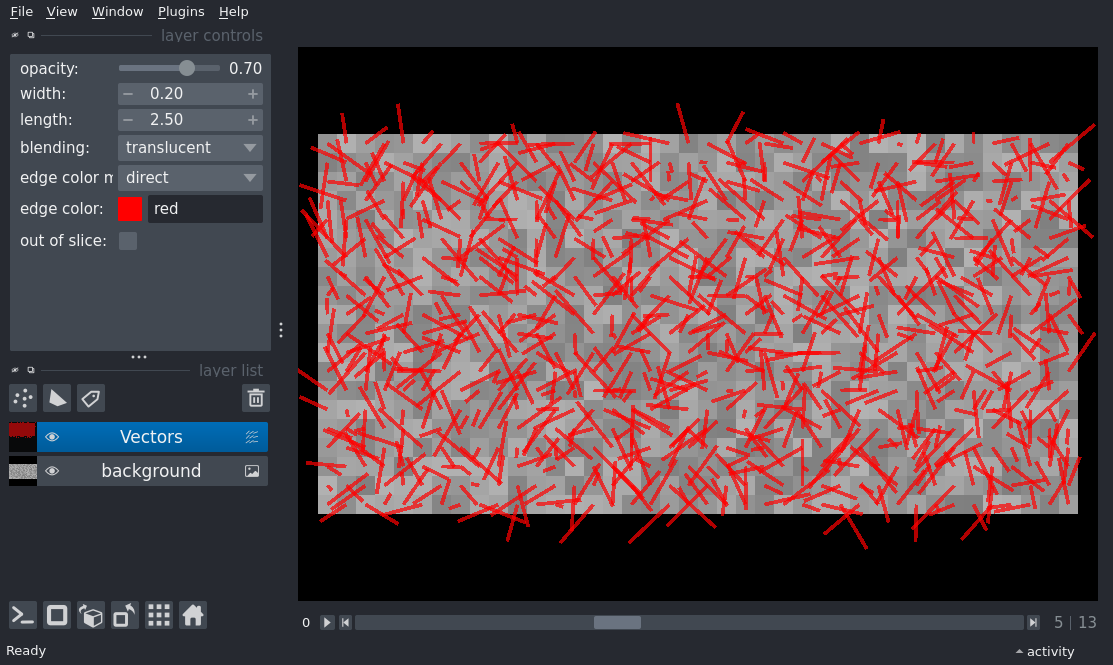 File View Window Plugins Help
layer controls
opacity: 0.70
width: 0.20
length: 2.50
blending: translucent
edge color m direct
edge color: red
out of slice:
layer list
Vectors
background
0 5 | 13
Ready activity